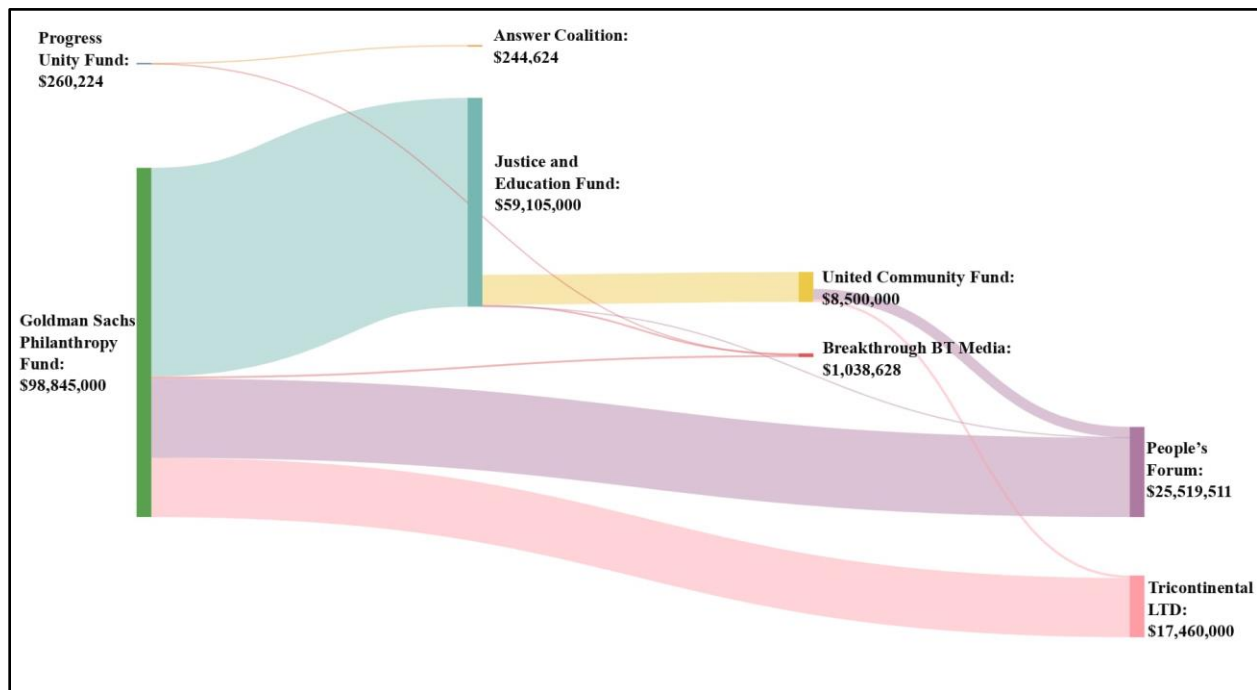 Progress
Unity Fund:
$260,224
Answer Coalition:
$244,624
Justice and
Education Fund:
$59,105,000
Goldman Sachs
Philanthropy
Fund:
$98,845,000
United Community Fund:
$8,500,000
Breakthrough BT Media:
$1,038,628
People’s
Forum:
$25,519,511
Tricontinental
LTD:
$17,460,000